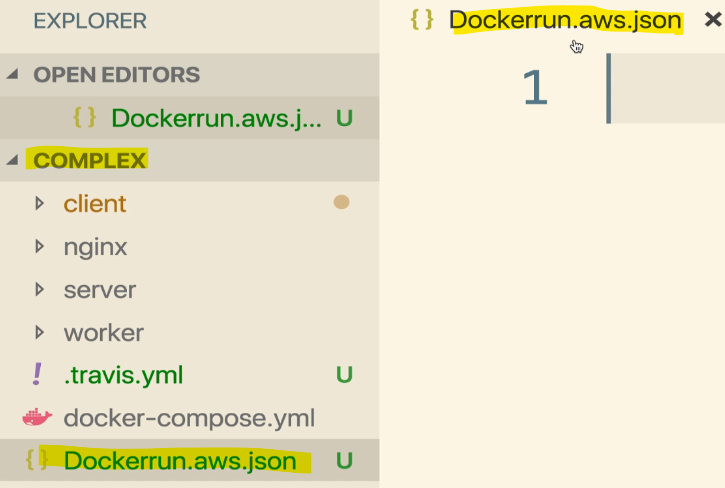 EXPLORER
OPEN EDITORS
{ } Dockerrun.aws.j... U
COMPLEX
client
nginx
server
worker
! .travis.yml U
docker-compose.yml
{ } Dockerrun.aws.json U
{ } Dockerrun.aws.json ×
1